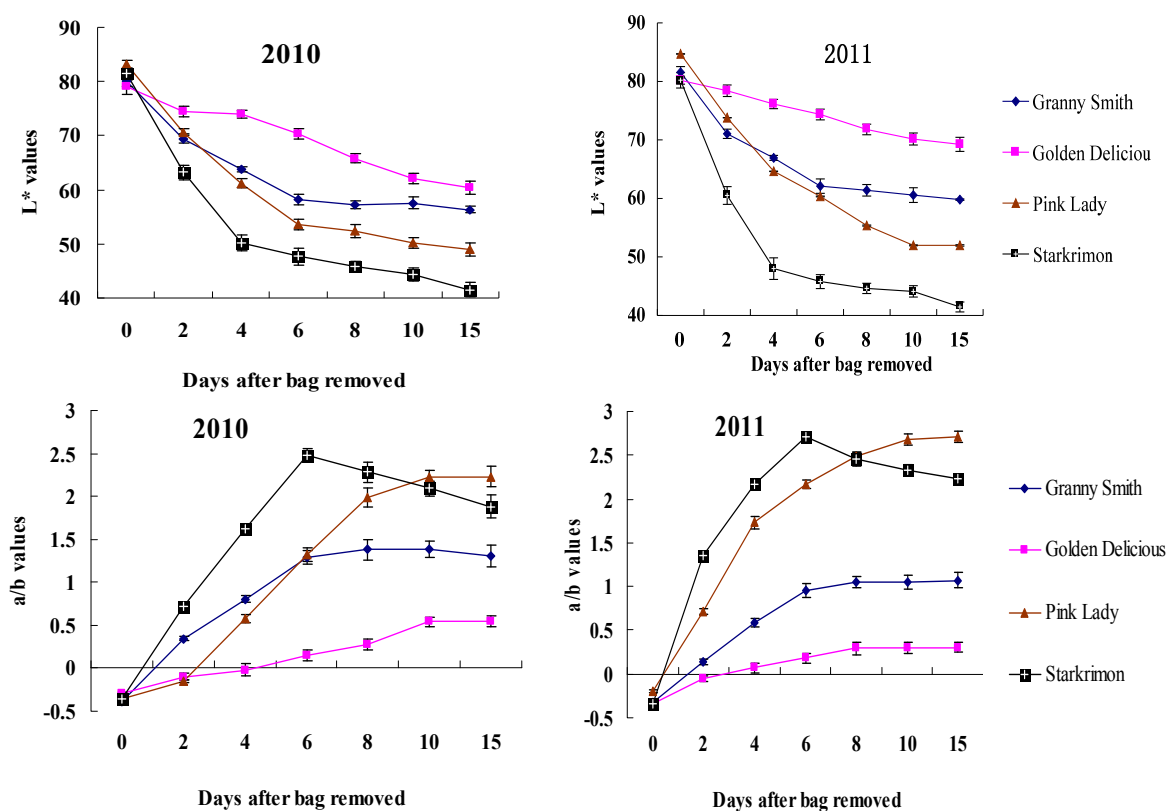 2010
90
80
70
60
50
40
L* values
0 2 4 6 8 10 15
Days after bag removed
2011
90
80
70
60
50
40
L* values
0 2 4 6 8 10 15
Days after bag removed
Granny Smith
Golden Deliciou
Pink Lady
Starkrimon
2010
3
2.5
2
1.5
1
0.5
0
-0.5
a/b values
0 2 4 6 8 10 15
Days after bag removed
2011
3
2.5
2
1.5
1
0.5
0
-0.5
a/b values
0 2 4 6 8 10 15
Days after bag removed
Granny Smith
Golden Delicious
Pink Lady
Starkrimon